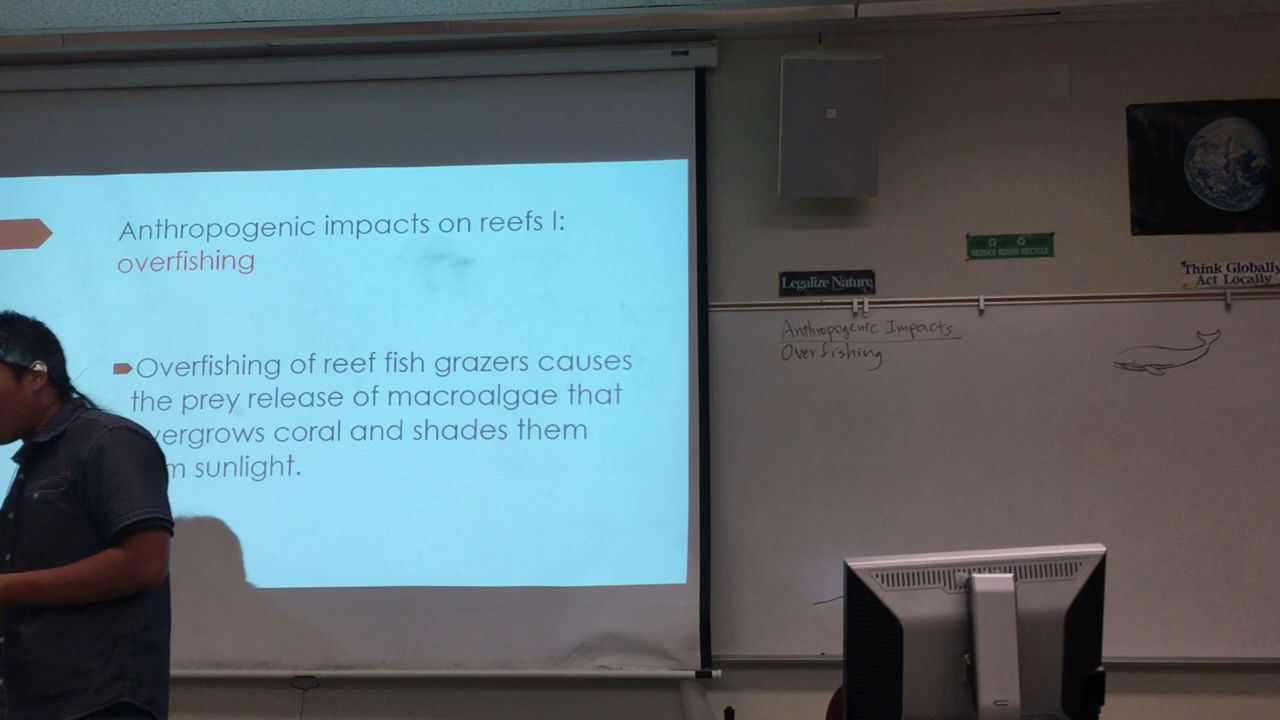 Anthropogenic impacts on reefs I:
overfishing
Overfishing of reef fish grazers causes
the prey release of macroalgae that
vergrows coral and shades them
m sunlight.
Legalize Nature
REDUCE REUSE RECYCLE
Think Globally
Act Locally
Anthropogenic Impacts
Overfishing